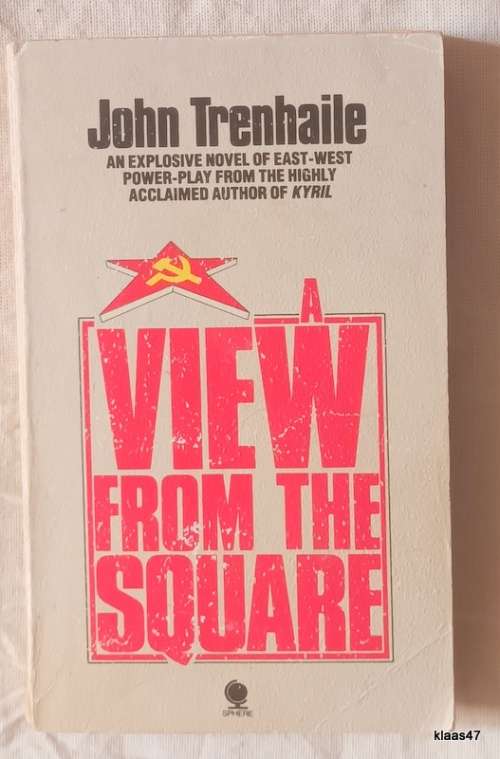 John Trenhaile
AN EXPLOSIVE NOVEL OF EAST-WEST
POWER-PLAY FROM THE HIGHLY
ACCLAIMED AUTHOR OF KYRIL
A
VIEW
FROM THE
SQUARE
SPHERE
klaas47